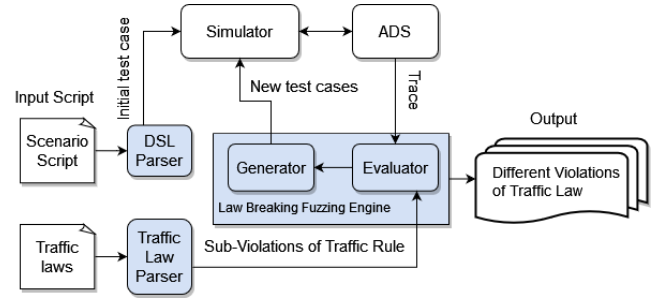 Initial test case
Simulator
ADS
New test cases
Trace
Input Script
Scenario
Script
DSL
Parser
Generator
Evaluator
Law Breaking Fuzzing Engine
Output
Different Violations
of Traffic Law
Traffic
laws
Traffic
Law
Parser
Sub-Violations of Traffic Rule